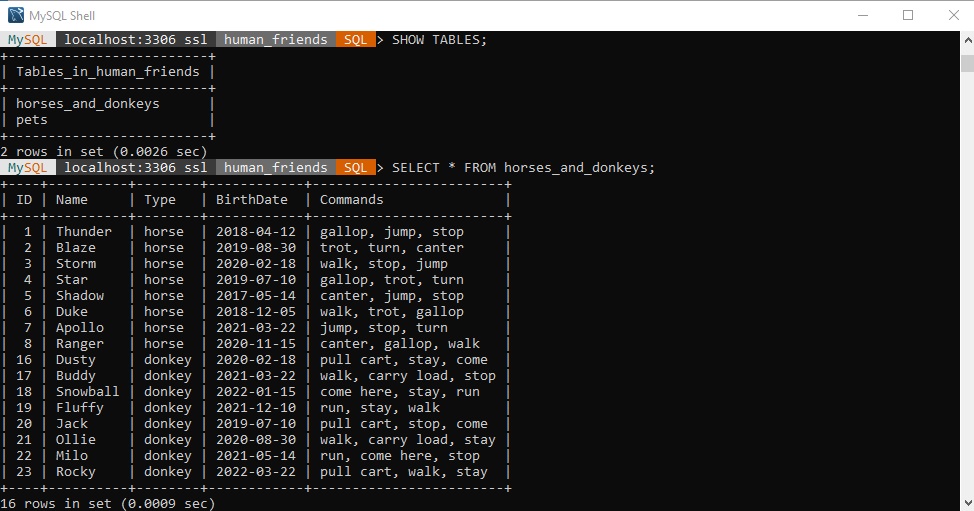 MySQL Shell
MySQL localhost:3306 ssl human_friends SQL > SHOW TABLES;
+-------------------------+
| Tables_in_human_friends |
+-------------------------+
| horses_and_donkeys      |
| pets                    |
+-------------------------+
2 rows in set (0.0026 sec)
MySQL localhost:3306 ssl human_friends SQL > SELECT * FROM horses_and_donkeys;
+----+----------+--------+------------+------------------------+
| ID | Name     | Type   | BirthDate  | Commands               |
+----+----------+--------+------------+------------------------+
|  1 | Thunder  | horse  | 2018-04-12 | gallop, jump, stop     |
|  2 | Blaze    | horse  | 2019-08-30 | trot, turn, canter     |
|  3 | Storm    | horse  | 2020-02-18 | walk, stop, jump       |
|  4 | Star     | horse  | 2019-07-10 | gallop, trot, turn     |
|  5 | Shadow   | horse  | 2017-05-14 | canter, jump, stop     |
|  6 | Duke     | horse  | 2018-12-05 | walk, trot, gallop     |
|  7 | Apollo   | horse  | 2021-03-22 | jump, stop, turn       |
|  8 | Ranger   | horse  | 2020-11-15 | canter, gallop, walk   |
| 16 | Dusty    | donkey | 2020-02-18 | pull cart, stay, come  |
| 17 | Buddy    | donkey | 2021-03-22 | walk, carry load, stop |
| 18 | Snowball | donkey | 2022-01-15 | come here, stay, run   |
| 19 | Fluffy   | donkey | 2021-12-10 | run, stay, walk        |
| 20 | Jack     | donkey | 2019-07-10 | pull cart, stop, come  |
| 21 | Ollie    | donkey | 2020-08-30 | walk, carry load, stay |
| 22 | Milo     | donkey | 2021-05-14 | run, come here, stop   |
| 23 | Rocky    | donkey | 2022-03-22 | pull cart, walk, stay  |
+----+----------+--------+------------+------------------------+
16 rows in set (0.0009 sec)